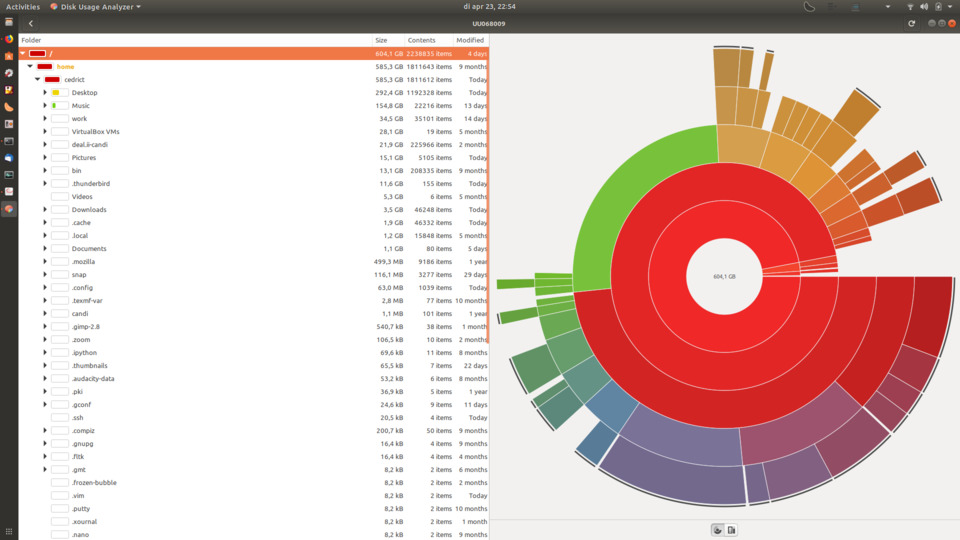 Activities Disk Usage Analyzer di apr 23, 22:54
UU068009
Folder Size Contents Modified
/ 604,1 GB 2238835 items 4 days
home 585,3 GB 1811643 items 9 months
cedrict 585,3 GB 1811612 items Today
Desktop 292,4 GB 1192328 items Today
Music 154,8 GB 22216 items 13 days
work 34,5 GB 35101 items 14 days
VirtualBox VMs 28,1 GB 19 items 5 months
deal.ii-candi 21,9 GB 225966 items 2 months
Pictures 15,1 GB 5105 items Today
bin 13,1 GB 208335 items 9 months
.thunderbird 11,6 GB 155 items Today
Videos 5,3 GB 6 items 5 months
Downloads 3,5 GB 46248 items Today
.cache 1,9 GB 46332 items Today
.local 1,2 GB 15848 items 5 months
Documents 1,1 GB 80 items 5 days
.mozilla 499,3 MB 9186 items 1 year
snap 116,1 MB 3277 items 29 days
.config 63,0 MB 1039 items Today
.texmf-var 2,8 MB 77 items 10 months
candi 1,1 MB 101 items 1 year
.gimp-2.8 540,7 kB 38 items 1 month
.zoom 106,5 kB 10 items 2 months
.ipython 69,6 kB 11 items 8 months
.thumbnails 65,5 kB 7 items 22 days
.audacity-data 53,2 kB 6 items 8 months
.pki 36,9 kB 5 items 1 year
.gconf 24,6 kB 9 items 11 days
.ssh 20,5 kB 4 items Today
.compiz 200,7 kB 50 items 9 months
.gnupg 16,4 kB 4 items 9 months
.fltk 16,4 kB 4 items 9 months
.gmt 8,2 kB 2 items 6 months
.frozen-bubble 8,2 kB 2 items 2 months
.vim 8,2 kB 2 items Today
.putty 8,2 kB 2 items 10 months
.xournal 8,2 kB 2 items 1 month
.nano 8,2 kB 2 items 9 months
604,1 GB